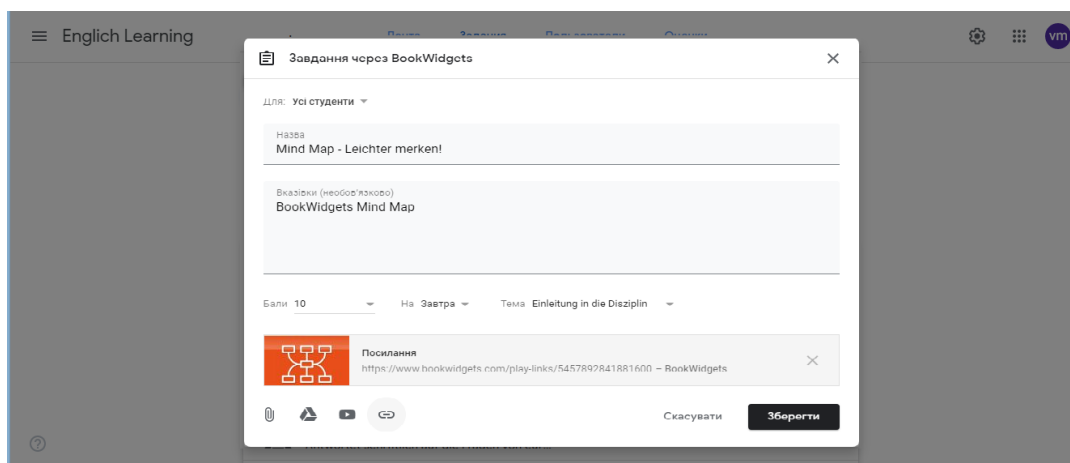 Englich Learning
Завдання через BookWidgets
vm
Для: Усі студенти
Назва
Mind Map - Leichter merken!
Вказівки (необов'язково)
BookWidgets Mind Map
Бали 10 На Завтра Тема Einleitung in die Disziplin
Посилання
https://www.bookwidgets.com/play-links/5457892841881600 – BookWidgets
Скасувати Зберегти